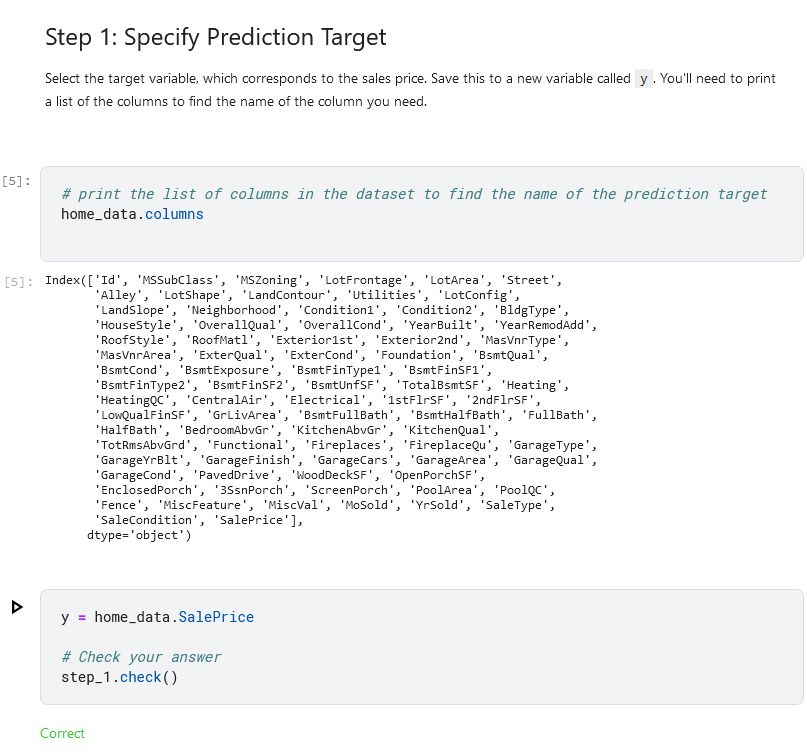 Step 1: Specify Prediction Target
Select the target variable, which corresponds to the sales price. Save this to a new variable called y . You'll need to print
a list of the columns to find the name of the column you need.
[5]:
# print the list of columns in the dataset to find the name of the prediction target
home_data.columns
[5]:
Index(['Id', 'MSSubClass', 'MSZoning', 'LotFrontage', 'LotArea', 'Street',
'Alley', 'LotShape', 'LandContour', 'Utilities', 'LotConfig',
'LandSlope', 'Neighborhood', 'Condition1', 'Condition2', 'BldgType',
'HouseStyle', 'OverallQual', 'OverallCond', 'YearBuilt', 'YearRemodAdd',
'RoofStyle', 'RoofMatl', 'Exterior1st', 'Exterior2nd', 'MasVnrType',
'MasVnrArea', 'ExterQual', 'ExterCond', 'Foundation', 'BsmtQual',
'BsmtCond', 'BsmtExposure', 'BsmtFinType1', 'BsmtFinSF1',
'BsmtFinType2', 'BsmtFinSF2', 'BsmtUnfSF', 'TotalBsmtSF', 'Heating',
'HeatingQC', 'CentralAir', 'Electrical', '1stFlrSF', '2ndFlrSF',
'LowQualFinSF', 'GrLivArea', 'BsmtFullBath', 'BsmtHalfBath', 'FullBath',
'HalfBath', 'BedroomAbvGr', 'KitchenAbvGr', 'KitchenQual',
'TotRmsAbvGrd', 'Functional', 'Fireplaces', 'FireplaceQu', 'GarageType',
'GarageYrBlt', 'GarageFinish', 'GarageCars', 'GarageArea', 'GarageQual',
'GarageCond', 'PavedDrive', 'WoodDeckSF', 'OpenPorchSF',
'EnclosedPorch', '3SsnPorch', 'ScreenPorch', 'PoolArea', 'PoolQC',
'Fence', 'MiscFeature', 'MiscVal', 'MoSold', 'YrSold', 'SaleType',
'SaleCondition', 'SalePrice'],
dtype='object')
y = home_data.SalePrice
# Check your answer
step_1.check()
Correct